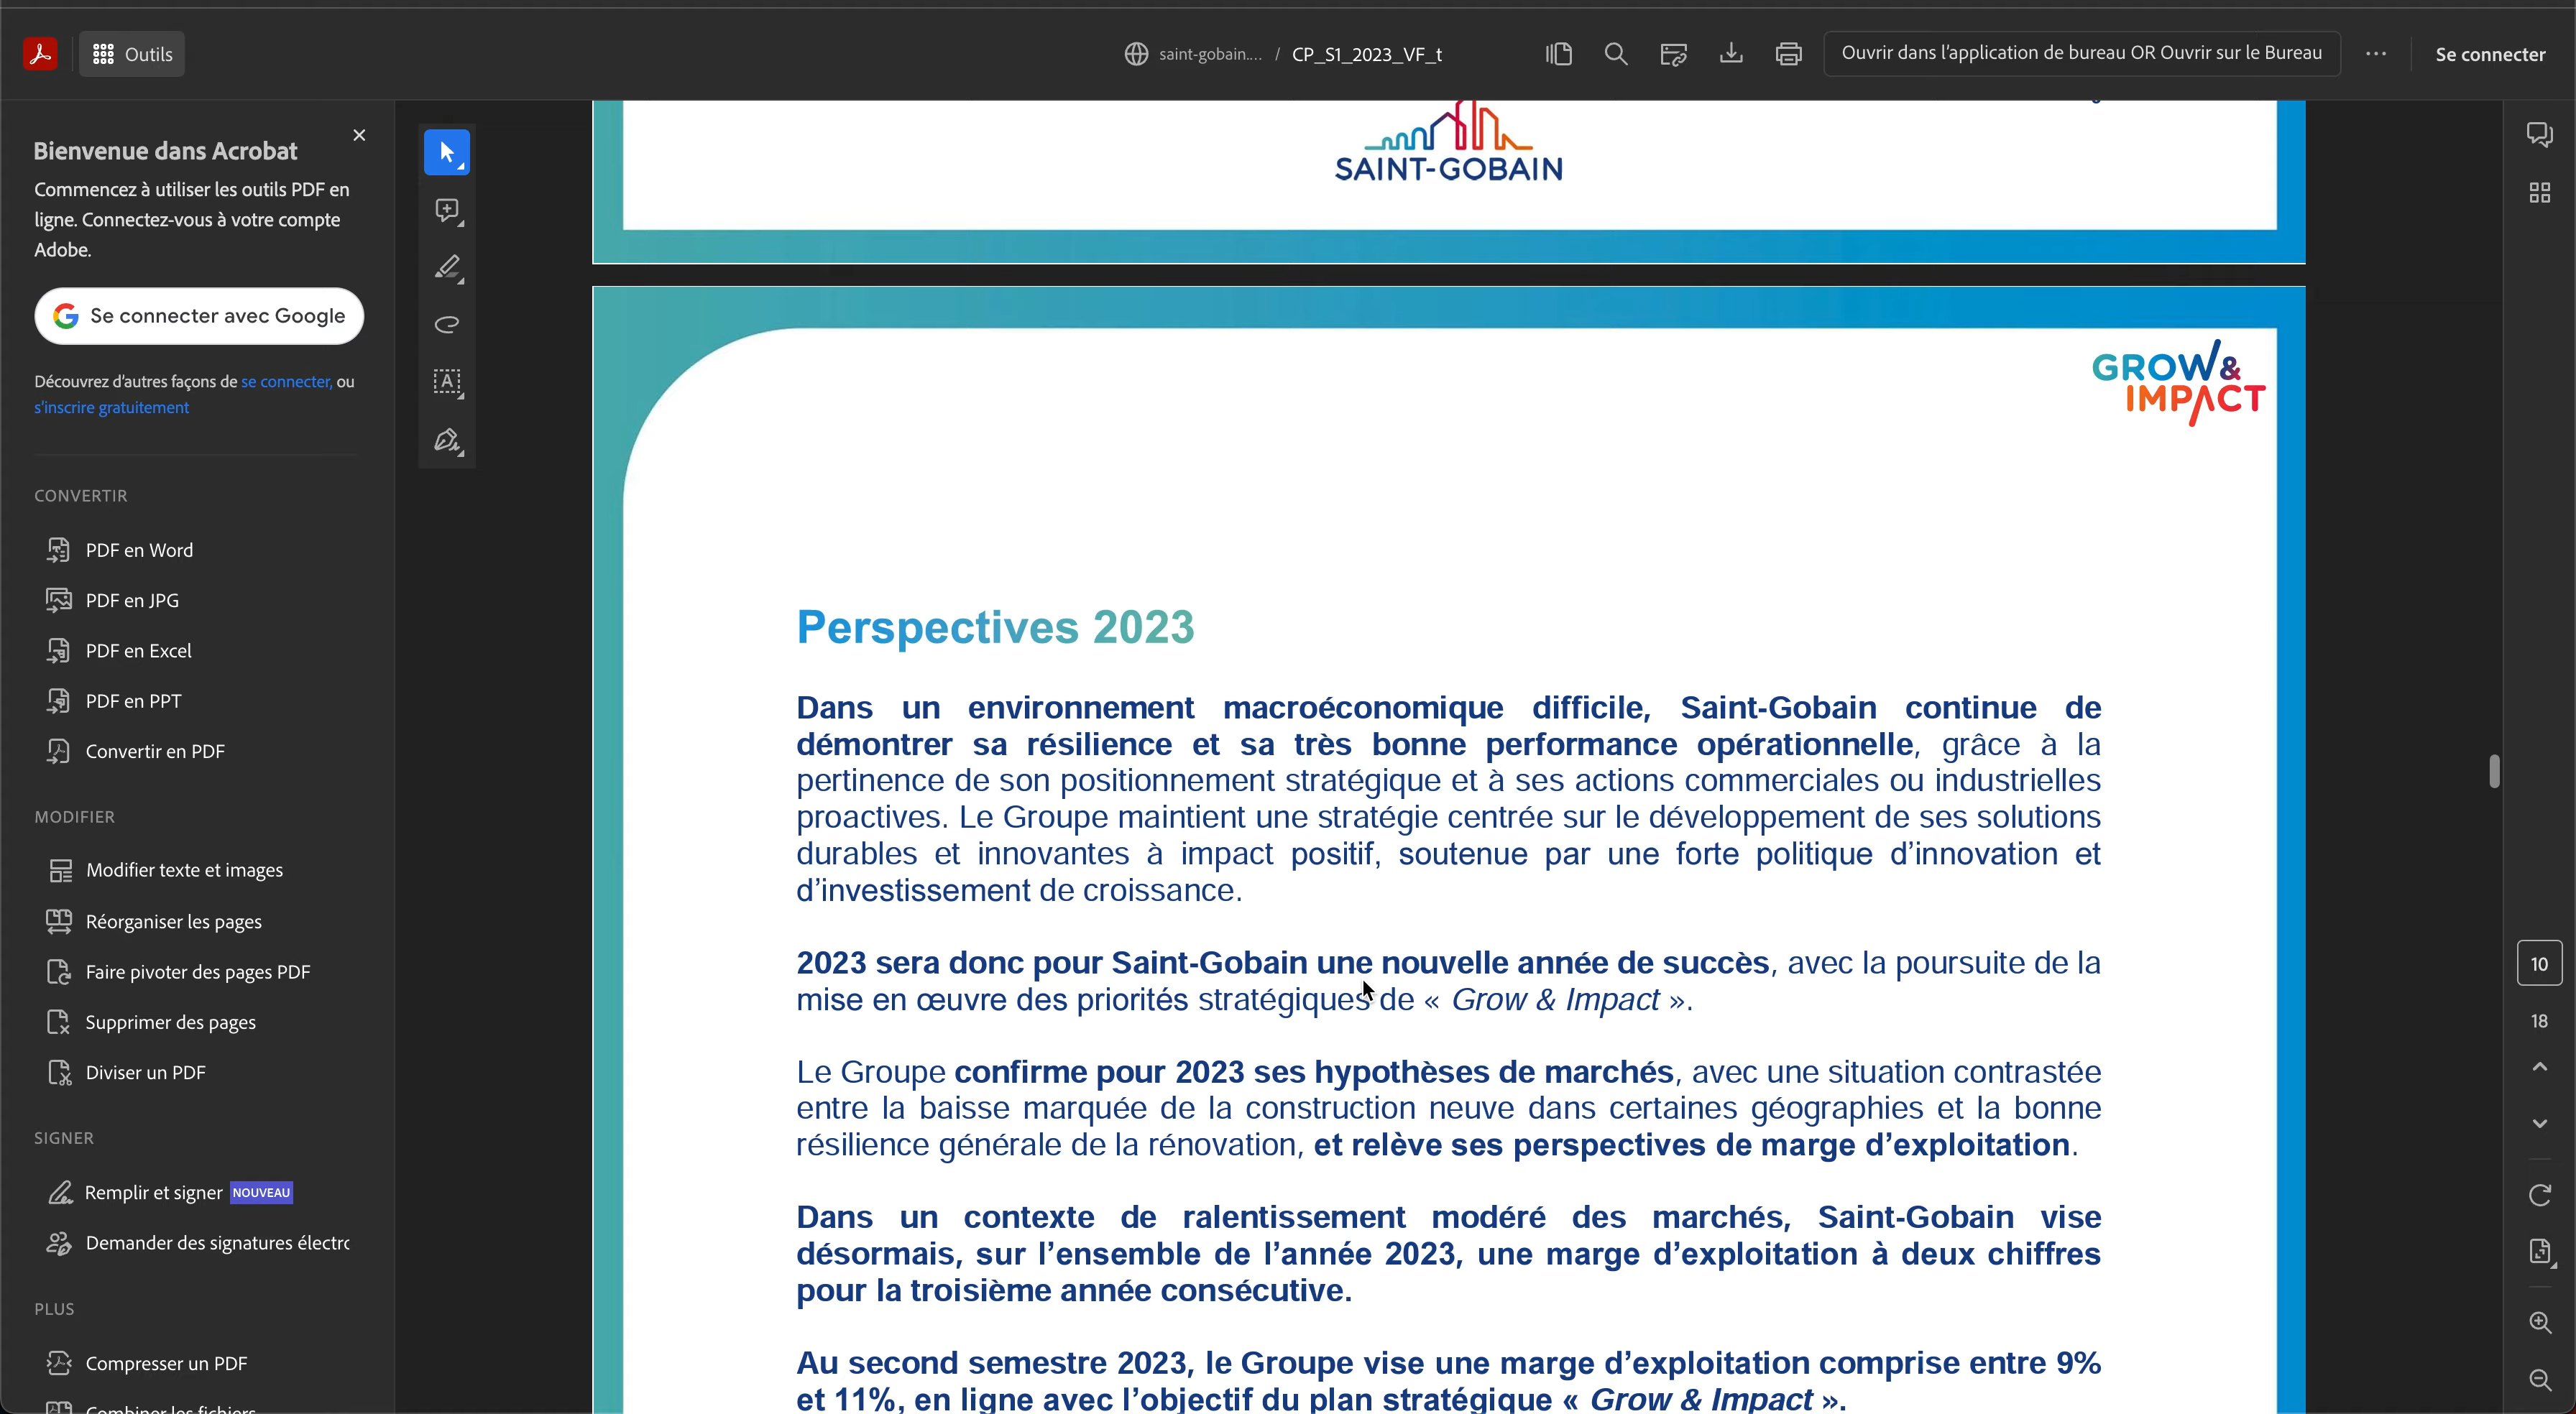 Outils
saint-gobain.... / CP_S1_2023_VF_t
Ouvrir dans l’application de bureau OR Ouvrir sur le Bureau
Se connecter
Bienvenue dans Acrobat
Commencez à utiliser les outils PDF en
ligne. Connectez-vous à votre compte
Adobe.
Se connecter avec Google
Découvrez d’autres façons de se connecter, ou
s’inscrire gratuitement
CONVERTIR
PDF en Word
PDF en JPG
PDF en Excel
PDF en PPT
Convertir en PDF
MODIFIER
Modifier texte et images
Réorganiser les pages
Faire pivoter des pages PDF
Supprimer des pages
Diviser un PDF
SIGNER
Remplir et signer NOUVEAU
Demander des signatures électrc
PLUS
Compresser un PDF
Combiner les fichiers
SAINT-GOBAIN
GROW&
IMPACT
Perspectives 2023
Dans un environnement macroéconomique difficile, Saint-Gobain continue de
démontrer sa résilience et sa très bonne performance opérationnelle, grâce à la
pertinence de son positionnement stratégique et à ses actions commerciales ou industrielles
proactives. Le Groupe maintient une stratégie centrée sur le développement de ses solutions
durables et innovantes à impact positif, soutenue par une forte politique d’innovation et
d’investissement de croissance.
2023 sera donc pour Saint-Gobain une nouvelle année de succès, avec la poursuite de la
mise en œuvre des priorités stratégiques de « Grow & Impact ».
Le Groupe confirme pour 2023 ses hypothèses de marchés, avec une situation contrastée
entre la baisse marquée de la construction neuve dans certaines géographies et la bonne
résilience générale de la rénovation, et relève ses perspectives de marge d’exploitation.
Dans un contexte de ralentissement modéré des marchés, Saint-Gobain vise
désormais, sur l’ensemble de l’année 2023, une marge d’exploitation à deux chiffres
pour la troisième année consécutive.
Au second semestre 2023, le Groupe vise une marge d’exploitation comprise entre 9%
et 11%, en ligne avec l’objectif du plan stratégique « Grow & Impact ».
10
18